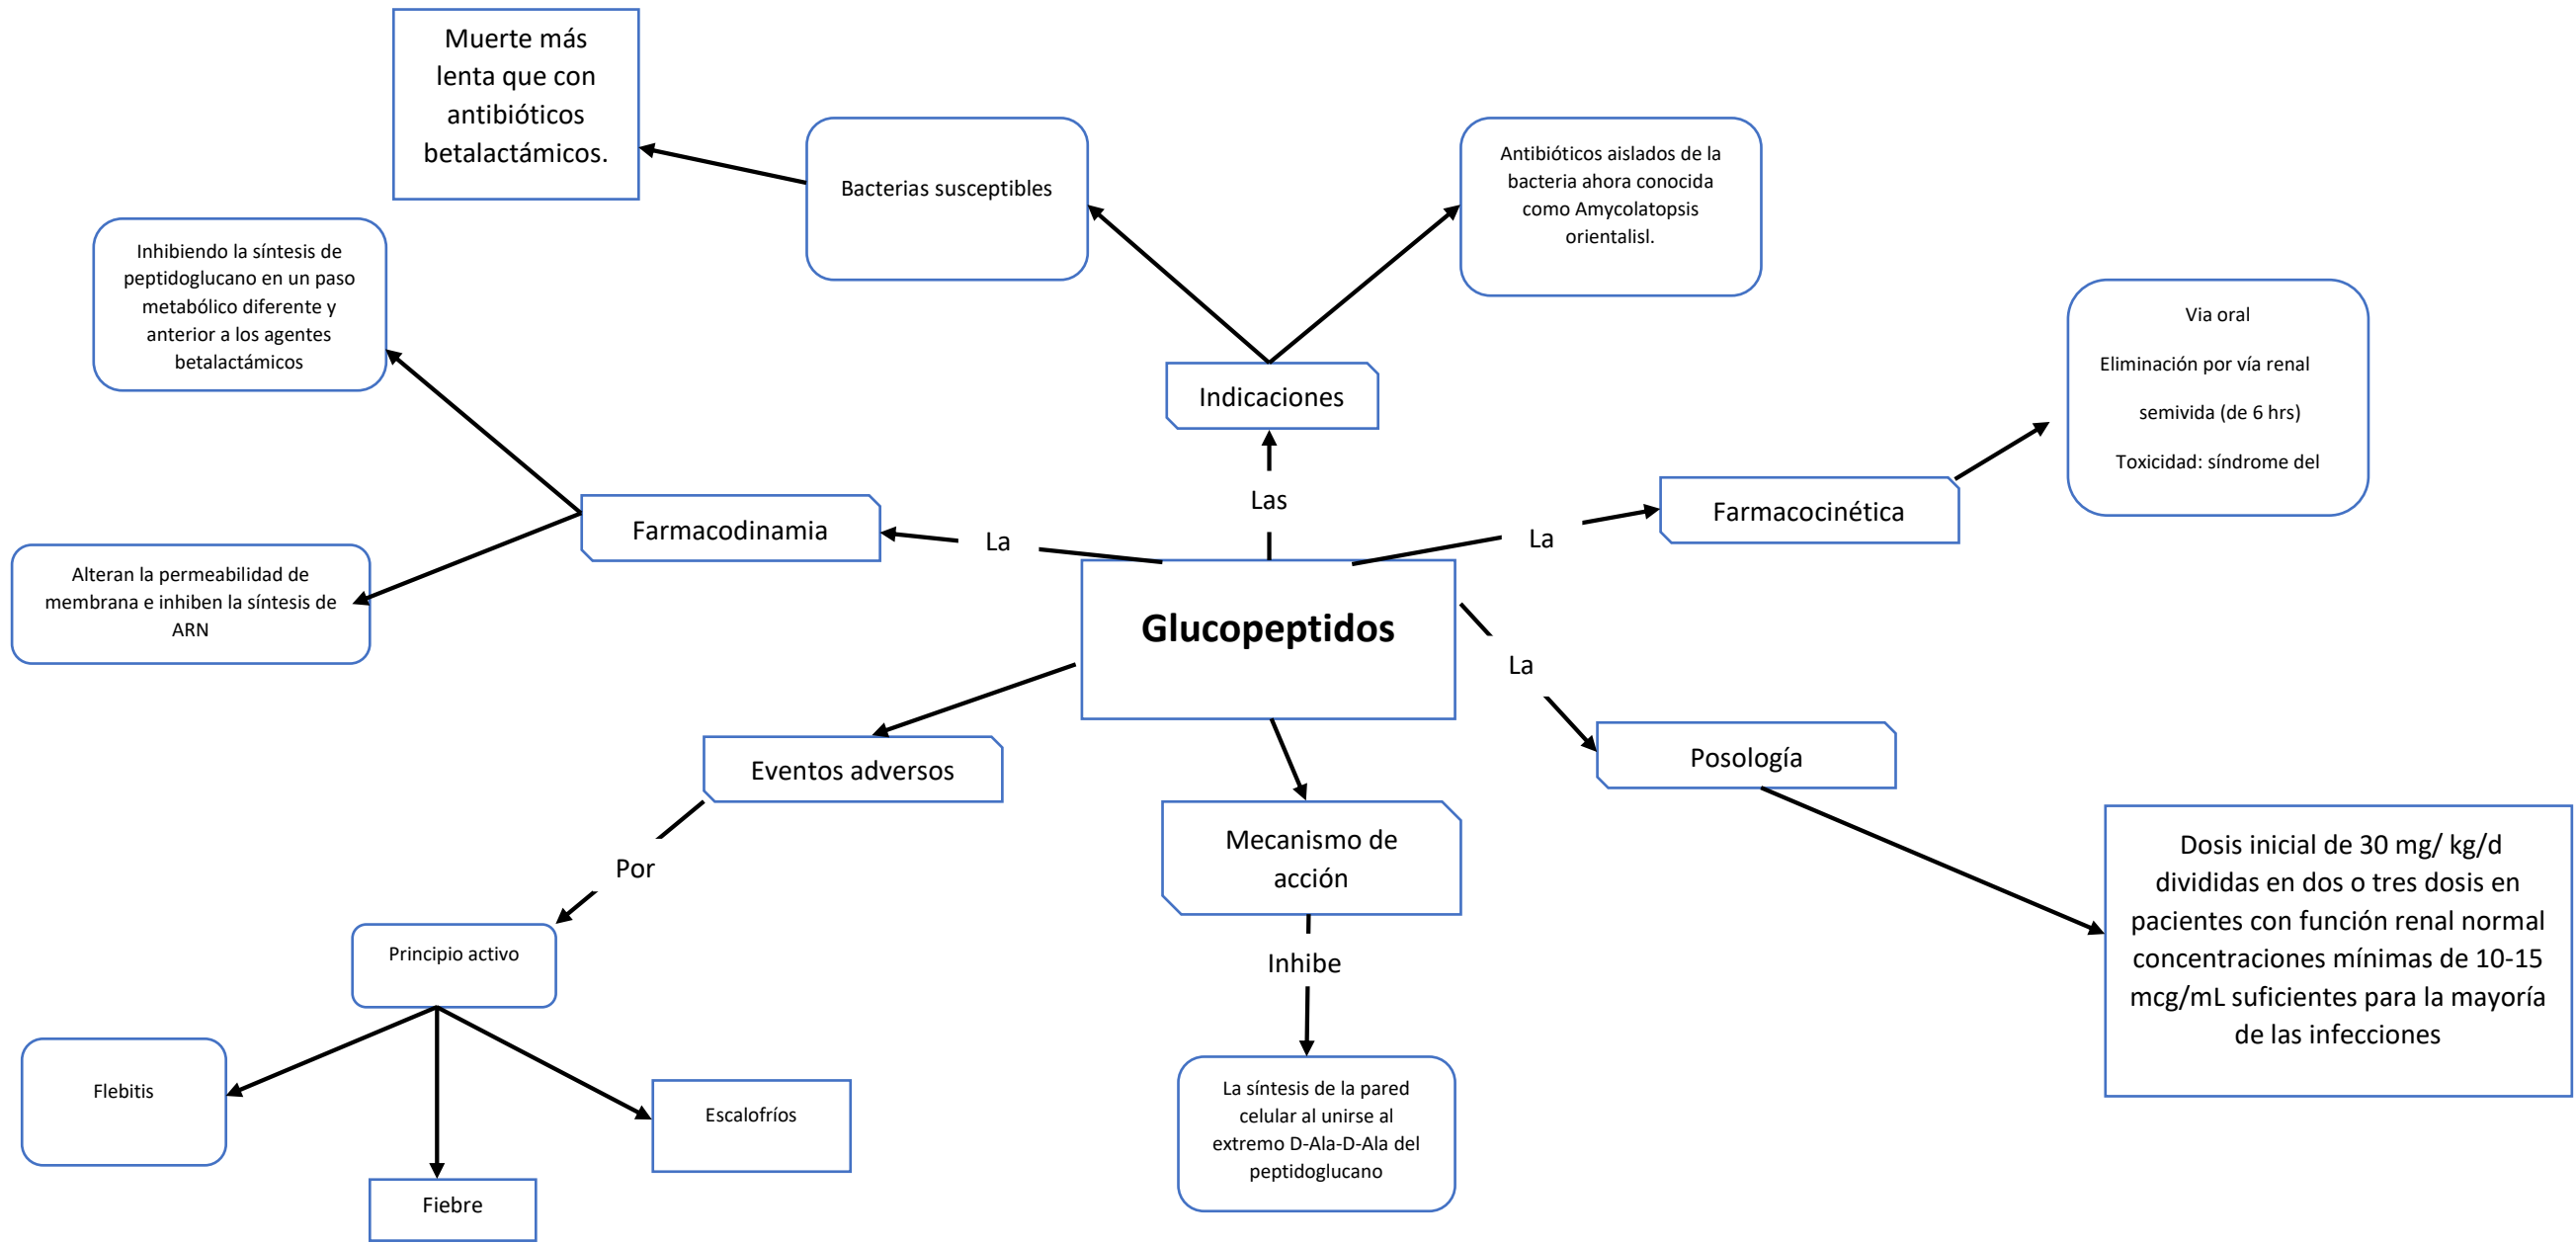 Muerte más
lenta que con
antibióticos
betalactámicos.
Bacterias susceptibles
Antibióticos aislados de la
bacteria ahora conocida
como Amycolatopsis
orientalisl.
Inhibiendo la síntesis de
peptidoglucano en un paso
metabólico diferente y
anterior a los agentes
betalactámicos
Via oral
Eliminación por vía renal
semivida (de 6 hrs)
Toxicidad: síndrome del
Indicaciones
Las
Farmacodinamia
La
La
Farmacocinética
Alteran la permeabilidad de
membrana e inhiben la síntesis de
ARN
Glucopeptidos
La
Eventos adversos
Posología
Mecanismo de
acción
Dosis inicial de 30 mg/ kg/d
divididas en dos o tres dosis en
pacientes con función renal normal
concentraciones mínimas de 10-15
mcg/mL suficientes para la mayoría
de las infecciones
Por
Principio activo
Inhibe
Flebitis
Escalofríos
Fiebre
La síntesis de la pared
celular al unirse al
extremo D-Ala-D-Ala del
peptidoglucano